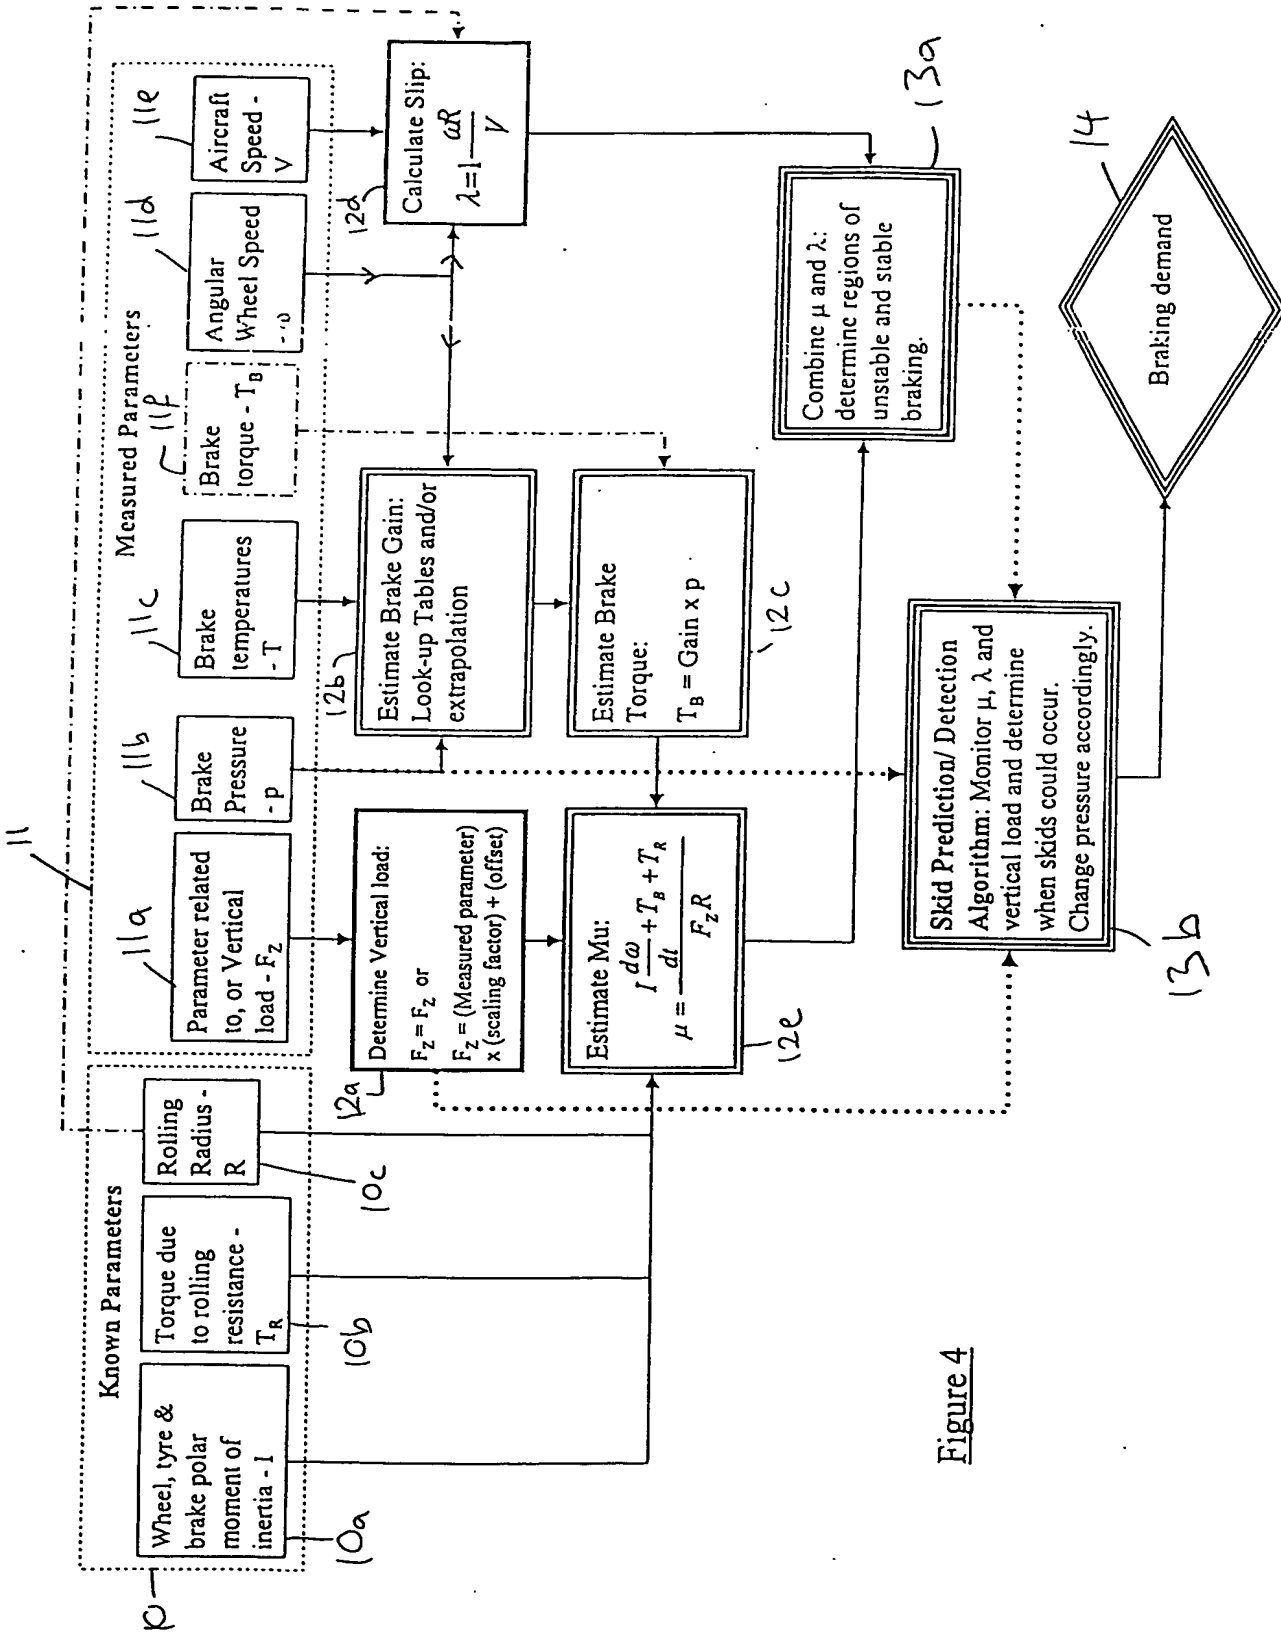 11
Known Parameters
Measured Parameters
10
Wheel, tyre &
brake polar
moment of
inertia - I
10a
Torque due
to rolling
resistance -
T_R
10b
Rolling
Radius -
R
10c
Parameter related
to, or Vertical
load - F_Z
11a
Brake
Pressure
- p
11b
Brake
temperatures
- T
11c
Brake
torque - T_B
11f
Angular
Wheel Speed
- ω
11d
Aircraft
Speed -
V
11e
12a
Determine Vertical load:
F_Z = F_Z or
F_Z = (Measured parameter)
x (scaling factor) + (offset)
12b
Estimate Brake Gain:
Look-up Tables and/or
extrapolation
12d
Calculate Slip:
λ=1-ωR/V
Estimate Mu:
μ = (I dω/dt + T_B + T_R)/(F_Z R)
12e
Estimate Brake
Torque:
T_B = Gain x p
12c
Combine μ and λ:
determine regions of
unstable and stable
braking.
13a
Skid Prediction/ Detection
Algorithm: Monitor μ, λ and
vertical load and determine
when skids could occur.
Change pressure accordingly.
13b
Braking demand
14
Figure 4